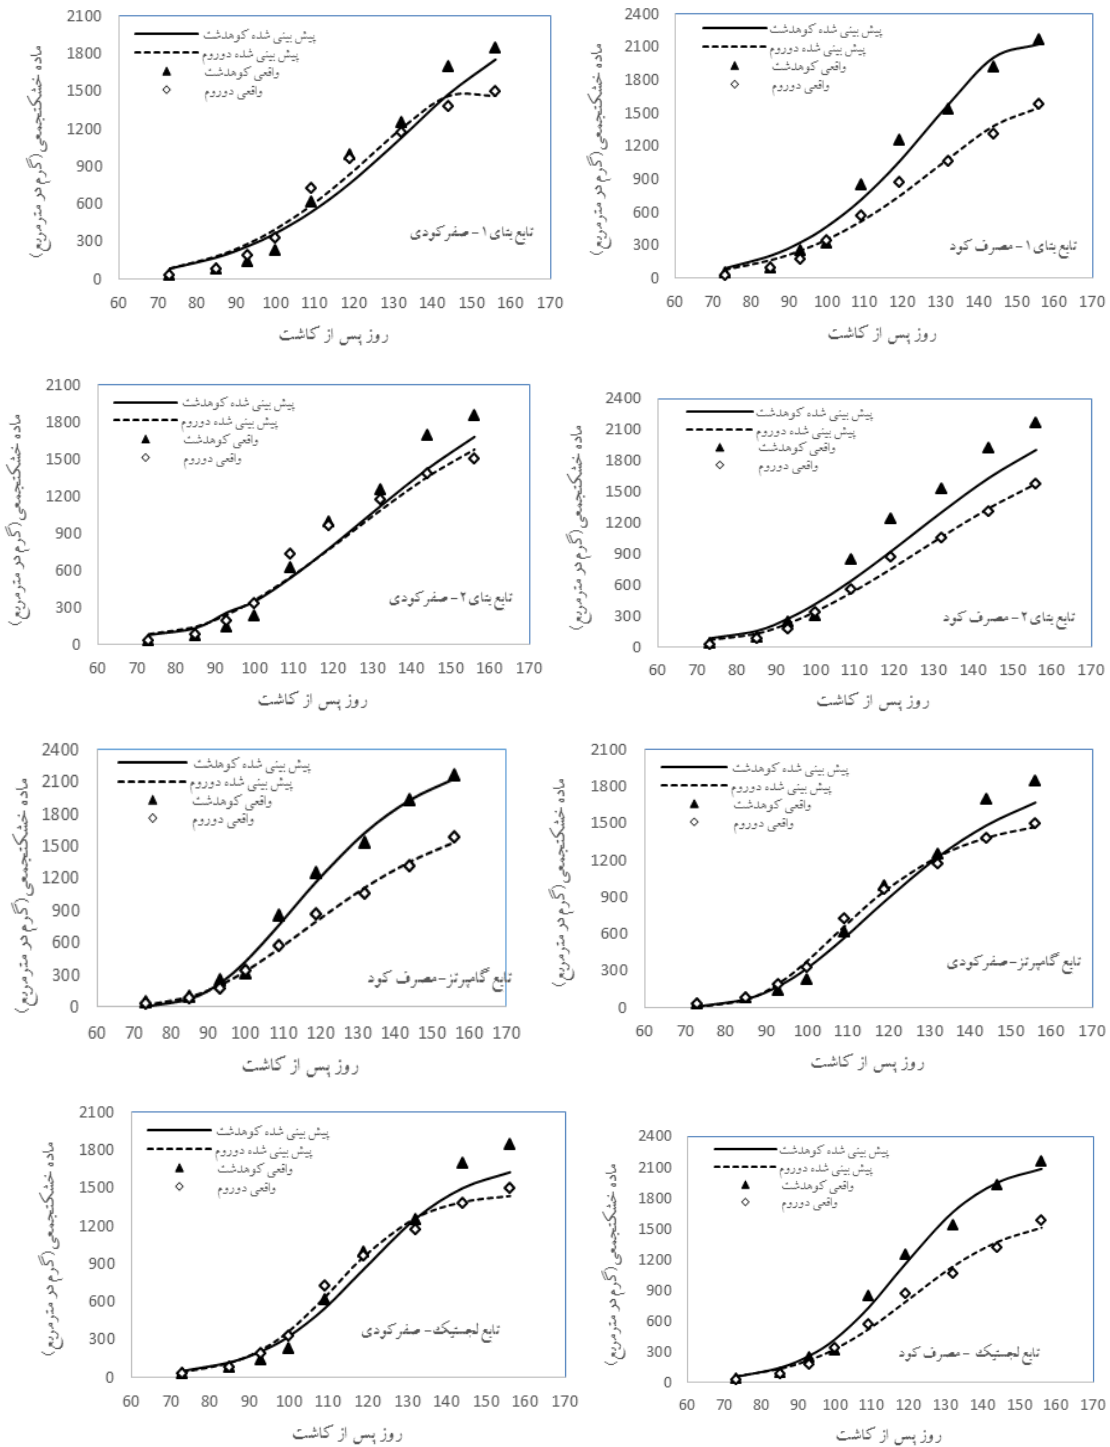 ماده خشکتجمعی(گرم در مترمربع)
2100
1800
1500
1200
900
600
300
0
پیش بینی شده کوهدشت
پیش بینی شده دوروم
واقعی کوهدشت
واقعی دوروم
تابع بتای ۱- صفرکودی
60 70 80 90 100 110 120 130 140 150 160 170
روز پس از کاشت
ماده خشکتجمعی(گرم در مترمربع)
2400
2100
1800
1500
1200
900
600
300
0
پیش بینی شده کوهدشت
پیش بینی شده دوروم
واقعی کوهدشت
واقعی دوروم
تابع بتای ۱- مصرف کود
60 70 80 90 100 110 120 130 140 150 160 170
روز پس از کاشت
ماده خشکتجمعی(گرم در مترمربع)
2100
1800
1500
1200
900
600
300
0
پیش بینی شده کوهدشت
پیش بینی شده دوروم
واقعی کوهدشت
واقعی دوروم
تابع بتای ۲- صفرکودی
60 70 80 90 100 110 120 130 140 150 160 170
روز پس از کاشت
ماده خشکتجمعی(گرم در مترمربع)
2400
2100
1800
1500
1200
900
600
300
0
پیش بینی شده کوهدشت
پیش بینی شده دوروم
واقعی کوهدشت
واقعی دوروم
تابع بتای ۲- مصرف کود
60 70 80 90 100 110 120 130 140 150 160 170
روز پس از کاشت
ماده خشکتجمعی(گرم در مترمربع)
2400
2100
1800
1500
1200
900
600
300
0
پیش بینی شده کوهدشت
پیش بینی شده دوروم
واقعی کوهدشت
واقعی دوروم
تابع گامپرتز- مصرف کود
60 70 80 90 100 110 120 130 140 150 160 170
روز پس از کاشت
ماده خشکتجمعی(گرم در مترمربع)
2100
1800
1500
1200
900
600
300
0
پیش بینی شده کوهدشت
پیش بینی شده دوروم
واقعی کوهدشت
واقعی دوروم
تابع گامپرتز-صفرکودی
60 70 80 90 100 110 120 130 140 150 160 170
روز پس از کاشت
ماده خشکتجمعی(گرم در مترمربع)
2100
1800
1500
1200
900
600
300
0
پیش بینی شده کوهدشت
پیش بینی شده دوروم
واقعی کوهدشت
واقعی دوروم
تابع لجستیک- صفرکودی
60 70 80 90 100 110 120 130 140 150 160 170
روز پس از کاشت
ماده خشکتجمعی(گرم در مترمربع)
2400
2100
1800
1500
1200
900
600
300
0
پیش بینی شده کوهدشت
پیش بینی شده دوروم
واقعی کوهدشت
واقعی دوروم
تابع لجستیک - مصرف کود
60 70 80 90 100 110 120 130 140 150 160 170
روز پس از کاشت